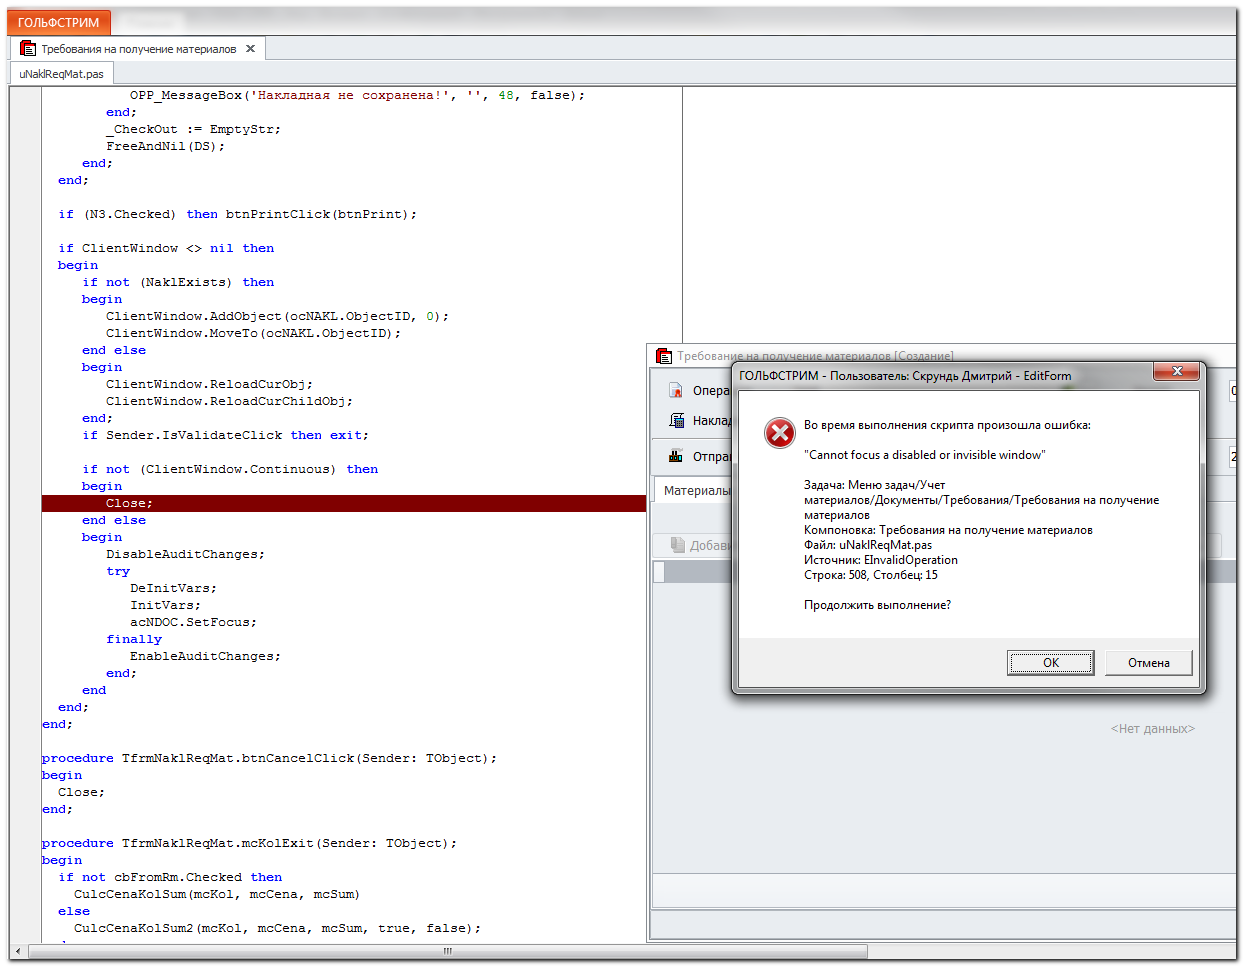 ГОЛЬФСТРИМ
Требования на получение материалов
uNaklReqMat.pas
OPP_MessageBox('Накладная не сохранена!', '', 48, false);
end;
_CheckOut := EmptyStr;
FreeAndNil(DS);
end;
end;
if (N3.Checked) then btnPrintClick(btnPrint);
if ClientWindow <> nil then
begin
if not (NaklExists) then
begin
ClientWindow.AddObject(ocNAKL.ObjectID, 0);
ClientWindow.MoveTo(ocNAKL.ObjectID);
end else
begin
ClientWindow.ReloadCurObj;
ClientWindow.ReloadCurChildObj;
end;
if Sender.IsValidateClick then exit;
if not (ClientWindow.Continuous) then
begin
Close;
end else
begin
DisableAuditChanges;
try
DeInitVars;
InitVars;
acNDOC.SetFocus;
finally
EnableAuditChanges;
end;
end
end;
end;
procedure TfrmNaklReqMat.btnCancelClick(Sender: TObject);
begin
Close;
end;
procedure TfrmNaklReqMat.mcKolExit(Sender: TObject);
begin
if not cbFromRm.Checked then
CulcCenaKolSum(mcKol, mcCena, mcSum)
else
CulcCenaKolSum2(mcKol, mcCena, mcSum, true, false);
Требование на получение материалов [Создание]
Опера
Наклад
Отпра
Материалы
Добави
<Нет данных>
ГОЛЬФСТРИМ - Пользователь: Скрундь Дмитрий - EditForm
Во время выполнения скрипта произошла ошибка:
"Cannot focus a disabled or invisible window"
Задача: Меню задач/Учет
материалов/Документы/Требования/Требования на получение
материалов
Компоновка: Требования на получение материалов
Файл: uNaklReqMat.pas
Источник: EInvalidOperation
Строка: 508, Столбец: 15
Продолжить выполнение?
ОК
Отмена